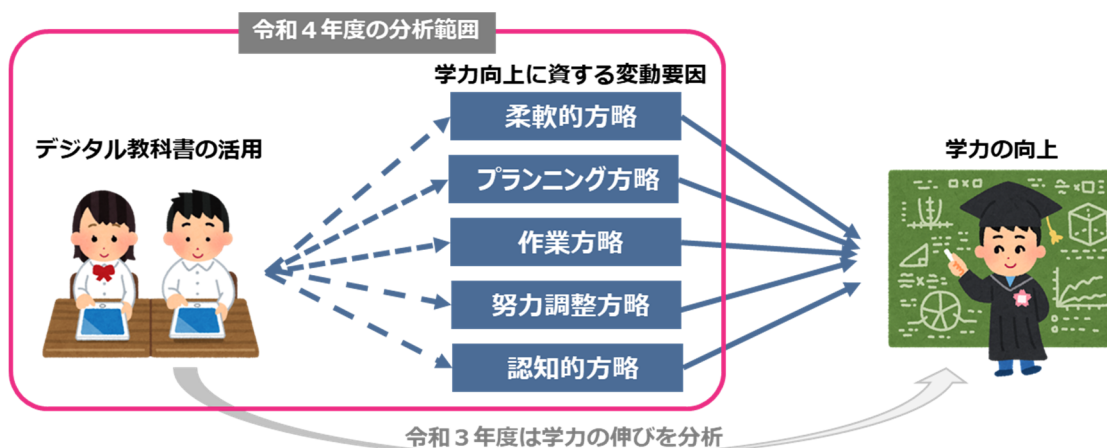 令和４年度の分析範囲
学力向上に資する変動要因
デジタル教科書の活用
柔軟的方略
プランニング方略
作業方略
努力調整方略
認知的方略
学力の向上
令和３年度は学力の伸びを分析